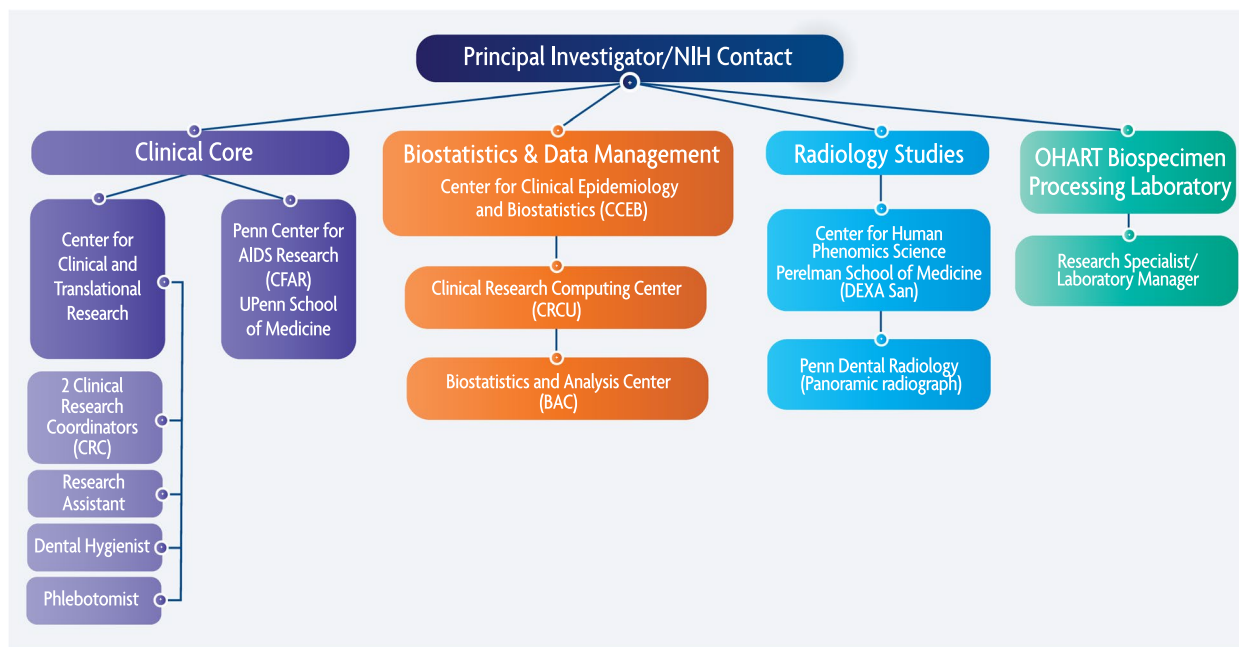 Principal Investigator/NIH Contact
Clinical Core
Center for
Clinical and
Translational
Research
2 Clinical
Research
Coordinators
(CRC)
Research
Assistant
Dental Hygienist
Phlebotomist
Penn Center for
AIDS Research
(CFAR)
UPenn School
of Medicine
Biostatistics & Data Management
Center for Clinical Epidemiology
and Biostatistics (CCEB)
Clinical Research Computing Center
(CRCU)
Biostatistics and Analysis Center
(BAC)
Radiology Studies
Center for Human
Phenomics Science
Perelman School of Medicine
(DEXA San)
Penn Dental Radiology
(Panoramic radiograph)
OHART Biospecimen
Processing Laboratory
Research Specialist/
Laboratory Manager